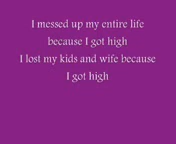 I messed up my entire life
because I got high
I lost my kids and wife because
I got high